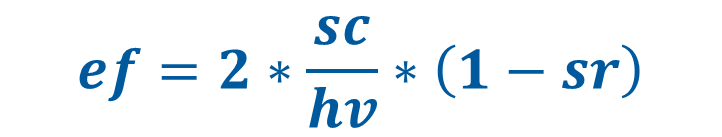 ef = 2 * sc/hv * (1 − sr)